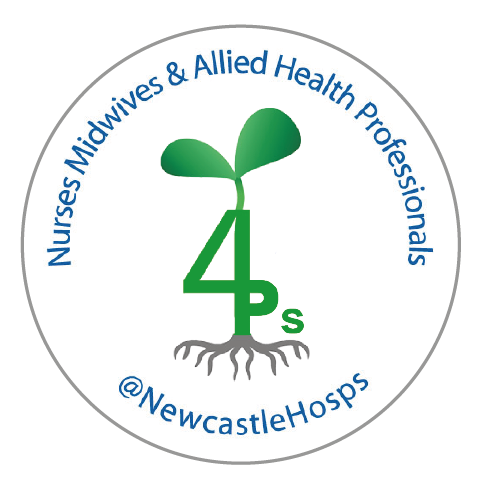 Nurses Midwives & Allied Health Professionals
4Ps
@NewcastleHosps